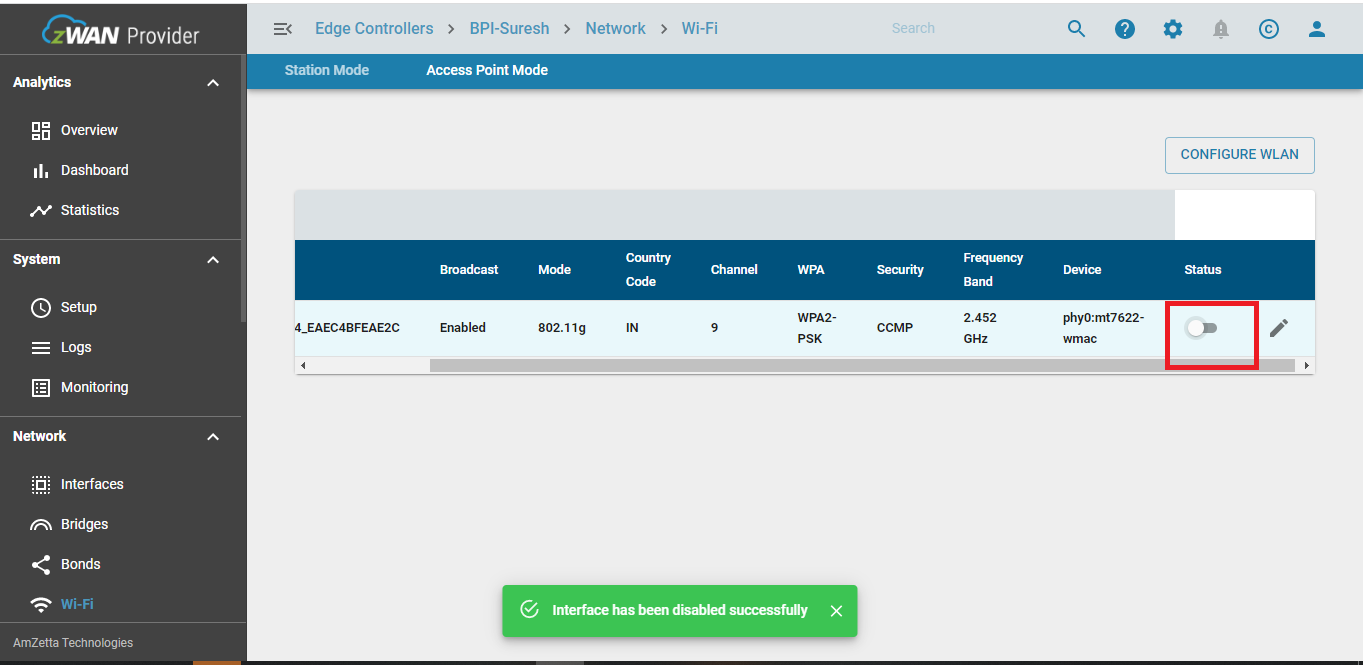 zWAN Provider
Edge Controllers > BPI-Suresh > Network > Wi-Fi
Search
Station Mode
Access Point Mode
Analytics
Overview
Dashboard
Statistics
System
Setup
Logs
Monitoring
Network
Interfaces
Bridges
Bonds
Wi-Fi
AmZetta Technologies
CONFIGURE WLAN
Broadcast Mode Country Code Channel WPA Security Frequency Band Device Status
4_EAEC4BFEAE2C Enabled 802.11g IN 9 WPA2-PSK CCMP 2.452 GHz phy0:mt7622-wmac
Interface has been disabled successfully